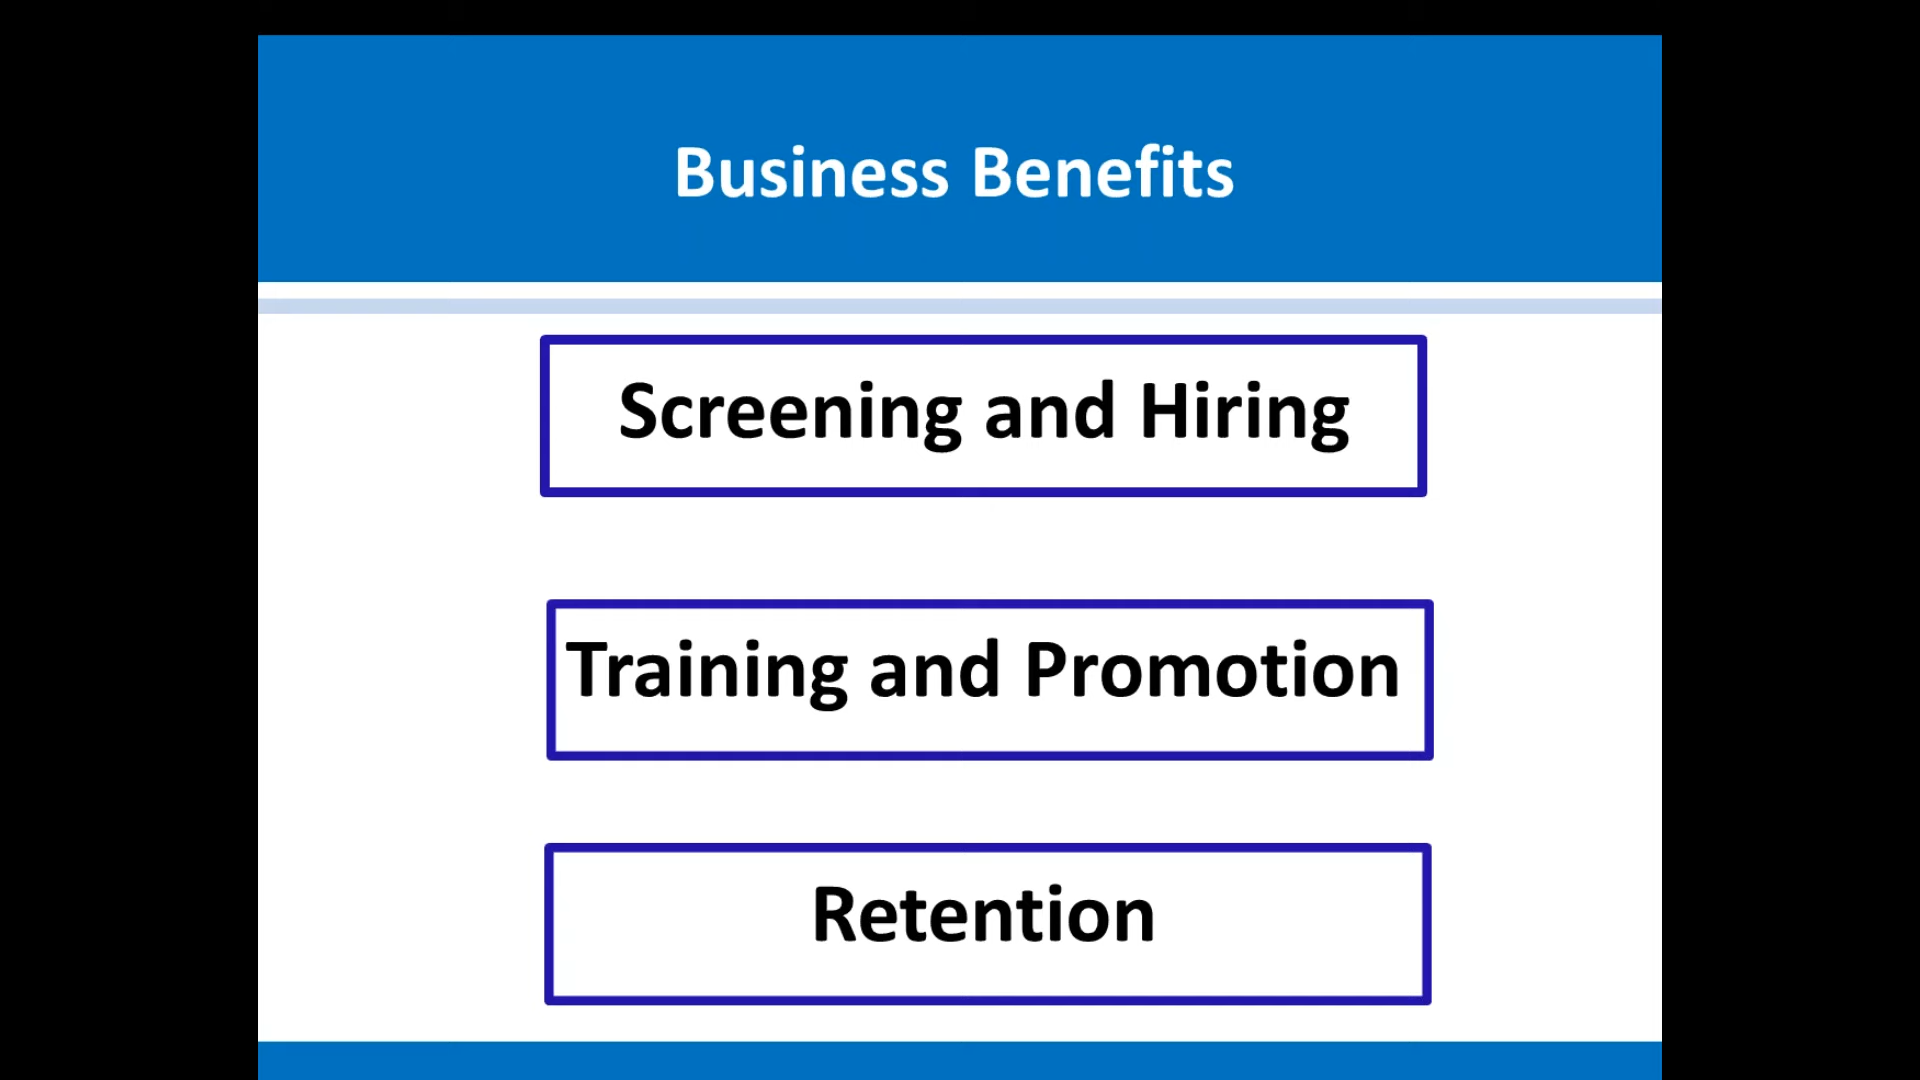 Business Benefits
Screening and Hiring
Training and Promotion
Retention